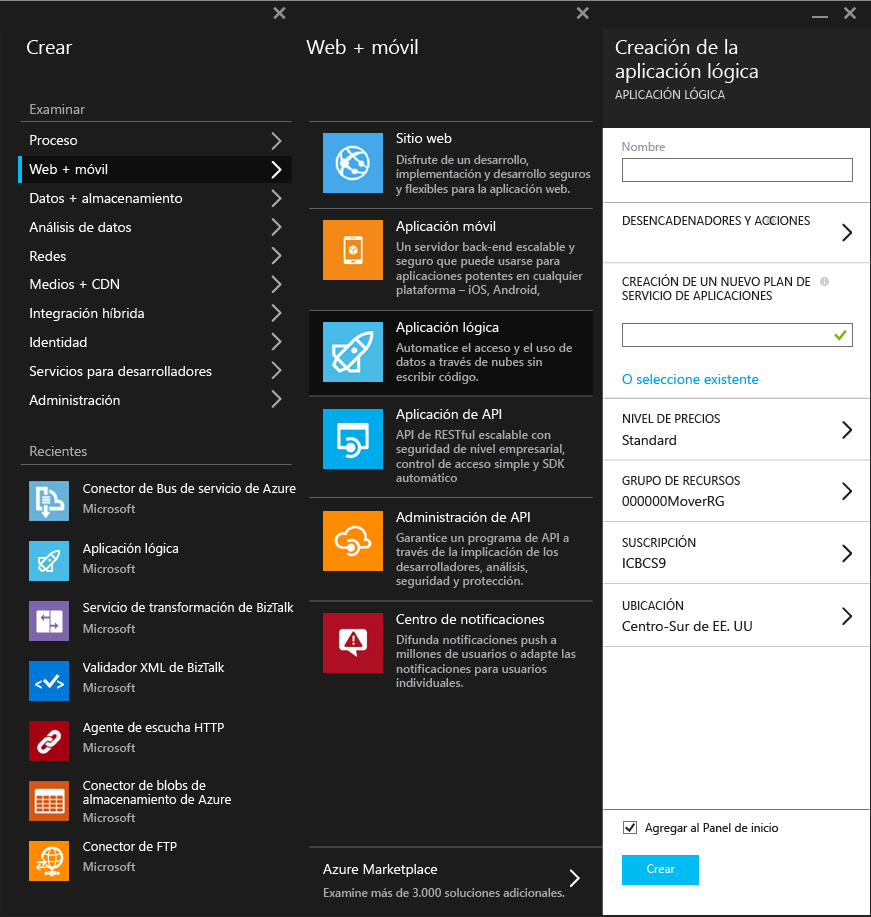 Crear
Examinar
Proceso
Web + móvil
Datos + almacenamiento
Análisis de datos
Redes
Medios + CDN
Integración híbrida
Identidad
Servicios para desarrolladores
Administración
Recientes
Conector de Bus de servicio de Azure
Microsoft
Aplicación lógica
Microsoft
Servicio de transformación de BizTalk
Microsoft
Validador XML de BizTalk
Microsoft
Agente de escucha HTTP
Microsoft
Conector de blobs de
almacenamiento de Azure
Microsoft
Conector de FTP
Microsoft
Web + móvil
Sitio web
Disfrute de un desarrollo,
implementación y desarrollo seguros
y flexibles para la aplicación web.
Aplicación móvil
Un servidor back-end escalable y
seguro que puede usarse para
aplicaciones potentes en cualquier
plataforma – iOS, Android,
Aplicación lógica
Automatice el acceso y el uso de
datos a través de nubes sin
escribir código.
Aplicación de API
API de RESTful escalable con
seguridad de nivel empresarial,
control de acceso simple y SDK
automático
Administración de API
Garantice un programa de API a
través de la implicación de los
desarrolladores, análisis,
seguridad y protección.
Centro de notificaciones
Difunda notificaciones push a
millones de usuarios o adapte las
notificaciones para usuarios
individuales.
Azure Marketplace
Examine más de 3.000 soluciones adicionales.
Creación de la
aplicación lógica
APLICACIÓN LÓGICA
Nombre
DESENCADENADORES Y ACCIONES
CREACIÓN DE UN NUEVO PLAN DE
SERVICIO DE APLICACIONES
O seleccione existente
NIVEL DE PRECIOS
Standard
GRUPO DE RECURSOS
000000MoverRG
SUSCRIPCIÓN
ICBCS9
UBICACIÓN
Centro-Sur de EE. UU
Agregar al Panel de inicio
Crear